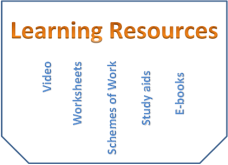 Learning Resources
Video
Worksheets
Schemes of Work
Study aids
E-books